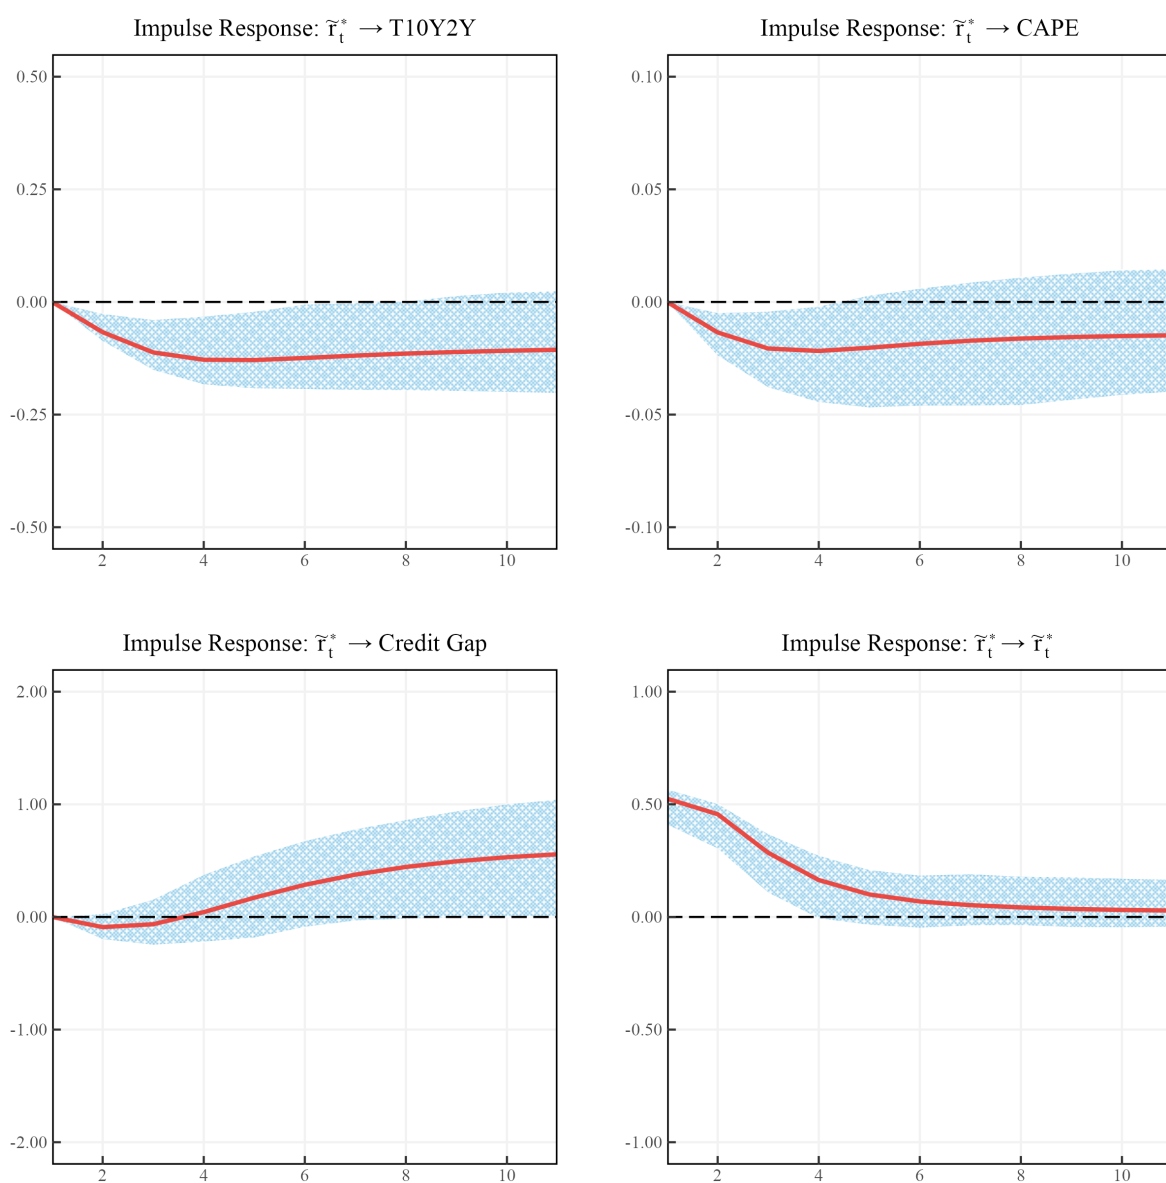 Impulse Response: r̃*t → T10Y2Y
0.50
0.25
0.00
-0.25
-0.50
2 4 6 8 10
Impulse Response: r̃*t → CAPE
0.10
0.05
0.00
-0.05
-0.10
2 4 6 8 10
Impulse Response: r̃*t → Credit Gap
2.00
1.00
0.00
-1.00
-2.00
2 4 6 8 10
Impulse Response: r̃*t → r̃*t
1.00
0.50
0.00
-0.50
-1.00
2 4 6 8 10